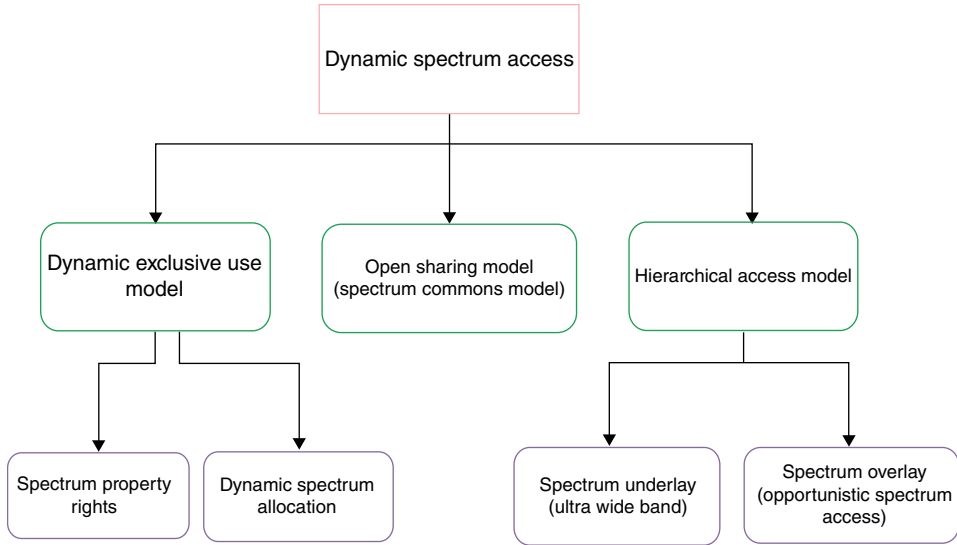 Dynamic spectrum access
Dynamic exclusive use
model
Open sharing model
(spectrum commons model)
Hierarchical access model
Spectrum property
rights
Dynamic spectrum
allocation
Spectrum underlay
(ultra wide band)
Spectrum overlay
(opportunistic spectrum
access)